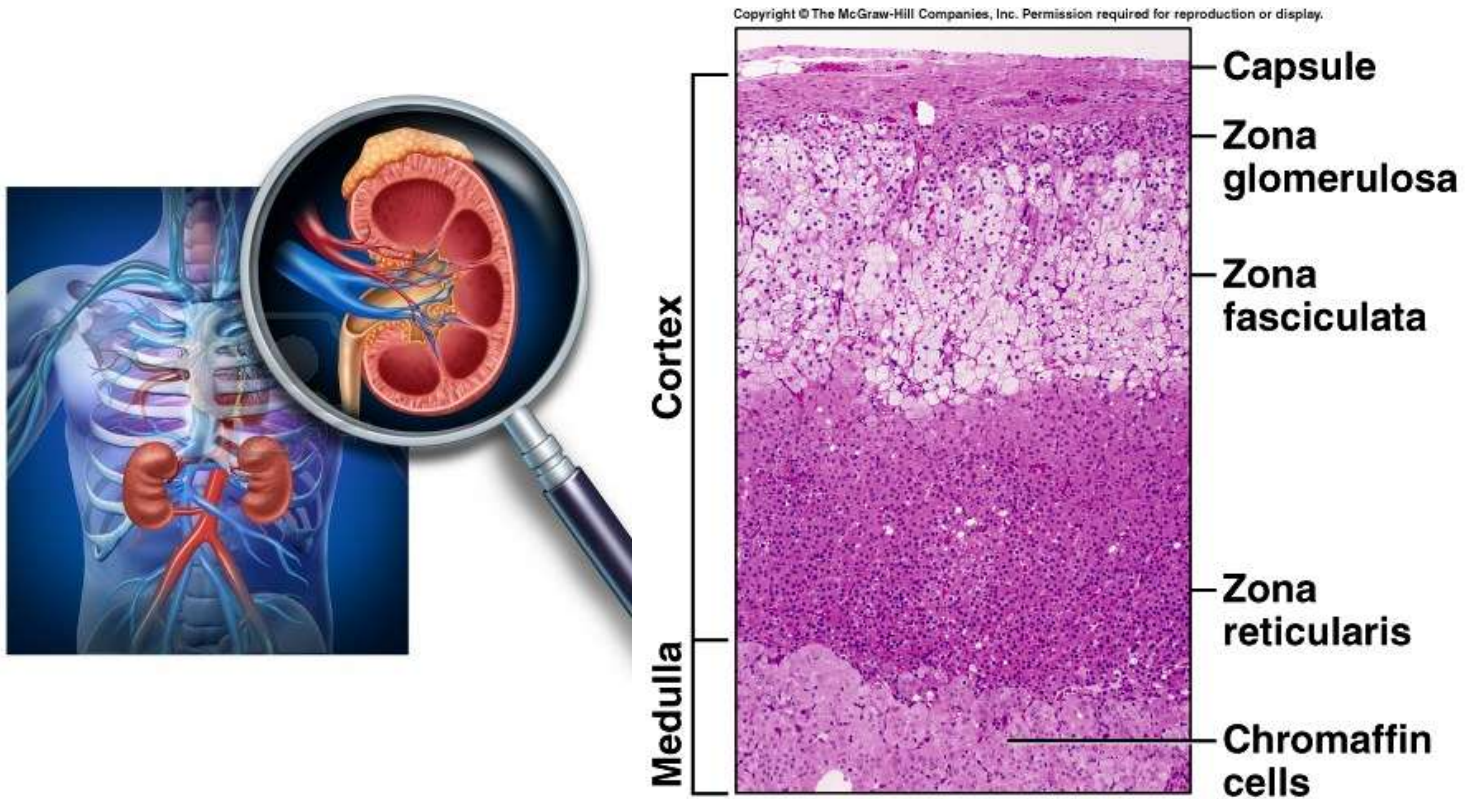 Copyright © The McGraw-Hill Companies, Inc. Permission required for reproduction or display.
Capsule
Zona
glomerulosa
Zona
fasciculata
Cortex
Zona
reticularis
Medulla
Chromaffin
cells